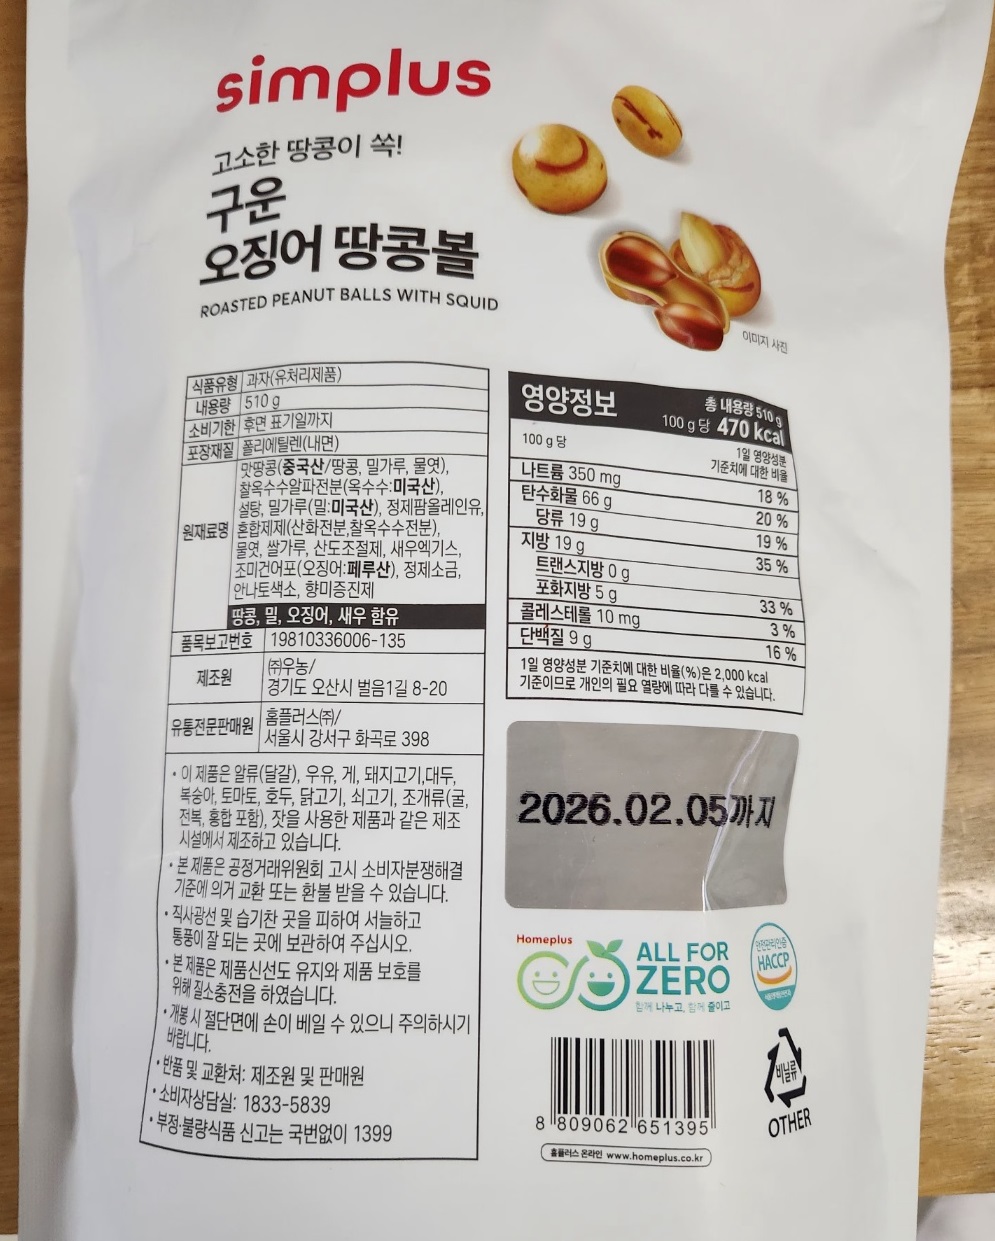 simplus
고소한 땅콩이 쏙!
구운
오징어 땅콩볼
ROASTED PEANUT BALLS WITH SQUID
이미지 사진
식품유형 과자(유처리제품)
내용량 510 g
소비기한 후면 표기일까지
포장재질 폴리에틸렌(내면)
원재료명
맛땅콩(중국산/땅콩, 밀가루, 물엿),
찰옥수수알파전분(옥수수:미국산),
설탕, 밀가루(밀:미국산), 정제팜올레인유,
혼합제제(산화전분,찰옥수수전분),
물엿, 쌀가루, 산도조절제, 새우엑기스,
조미건어포(오징어:페루산), 정제소금,
안나토색소, 향미증진제
땅콩, 밀, 오징어, 새우 함유
품목보고번호 19810336006-135
제조원 ㈜우농/
경기도 오산시 벌음1길 8-20
유통전문판매원 홈플러스㈜/
서울시 강서구 화곡로 398
• 이 제품은 알류(달걀), 우유, 게, 돼지고기,대두,
복숭아, 토마토, 호두, 닭고기, 쇠고기, 조개류(굴,
전복, 홍합 포함), 잣을 사용한 제품과 같은 제조
시설에서 제조하고 있습니다.
• 본 제품은 공정거래위원회 고시 소비자분쟁해결
기준에 의거 교환 또는 환불 받을 수 있습니다.
• 직사광선 및 습기찬 곳을 피하여 서늘하고
통풍이 잘 되는 곳에 보관하여 주십시오.
• 본 제품은 제품신선도 유지와 제품 보호를
위해 질소충전을 하였습니다.
• 개봉 시 절단면에 손이 베일 수 있으니 주의하시기
바랍니다.
• 반품 및 교환처: 제조원 및 판매원
• 소비자상담실: 1833-5839
• 부정·불량식품 신고는 국번없이 1399
영양정보
총 내용량 510 g
100 g 당 470 kcal
100 g 당
1일 영양성분
기준치에 대한 비율
나트륨 350 mg 18 %
탄수화물 66 g 20 %
당류 19 g 19 %
지방 19 g 35 %
트랜스지방 0 g
포화지방 5 g 33 %
콜레스테롤 10 mg 3 %
단백질 9 g 16 %
1일 영양성분 기준치에 대한 비율(%)은 2,000 kcal
기준이므로 개인의 필요 열량에 따라 다를 수 있습니다.
2026.02.05까지
Homeplus
ALL FOR
ZERO
함께 나누고, 함께 줄이고
안전관리인증
HACCP
식품의약품안전처
비닐류
OTHER
8 809062 651395
홈플러스 온라인 www.homeplus.co.kr